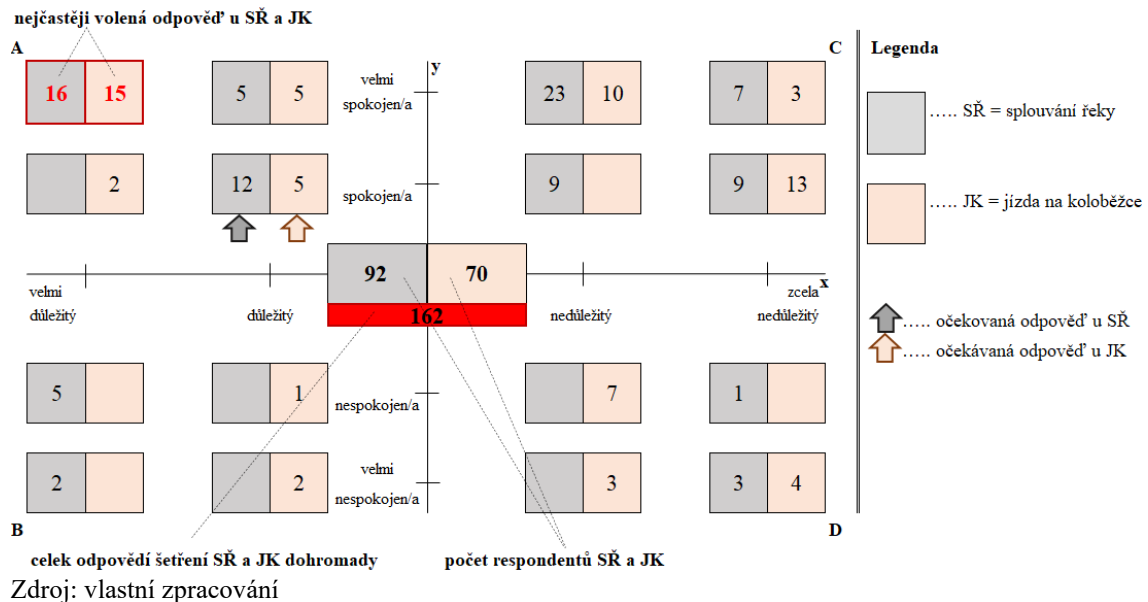 nejčastěji volená odpověď u SŘ a JK
A
C
Legenda
y
velmi
spokojen/a
16 15 5 5 23 10 7 3
..... SŘ = splouvání řeky
2 12 5 spokojen/a 9 9 13
..... JK = jízda na koloběžce
92 70
x
velmi
důležitý
důležitý
nedůležitý
zcela
nedůležitý
162
..... očekovaná odpověď u SŘ
..... očekávaná odpověď u JK
5 1 nespokojen/a 7 1
velmi
nespokojen/a
2 2 3 3 4
B
D
celek odpovědí šetření SŘ a JK dohromady
počet respondentů SŘ a JK
Zdroj: vlastní zpracování